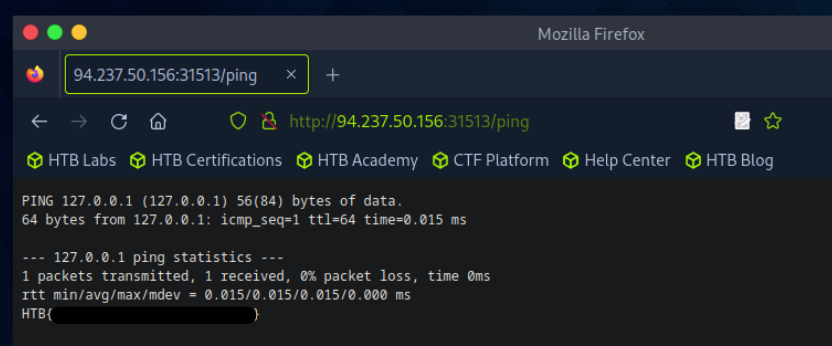 Mozilla Firefox
94.237.50.156:31513/ping
http://94.237.50.156:31513/ping
HTB Labs HTB Certifications HTB Academy CTF Platform Help Center HTB Blog
PING 127.0.0.1 (127.0.0.1) 56(84) bytes of data.
64 bytes from 127.0.0.1: icmp_seq=1 ttl=64 time=0.015 ms
--- 127.0.0.1 ping statistics ---
1 packets transmitted, 1 received, 0% packet loss, time 0ms
rtt min/avg/max/mdev = 0.015/0.015/0.015/0.000 ms
HTB{ }